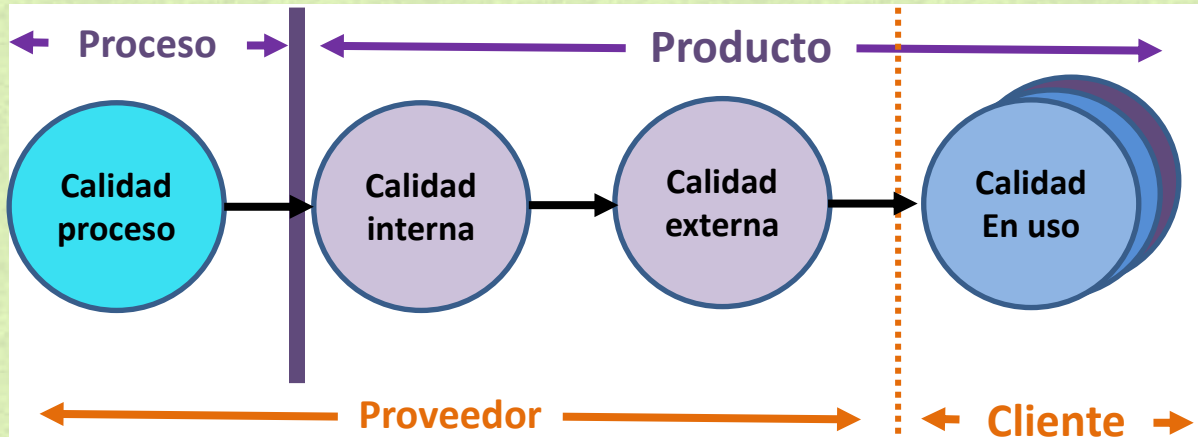 Proceso
Producto
Calidad
proceso
Calidad
interna
Calidad
externa
Calidad
En uso
Proveedor
Cliente